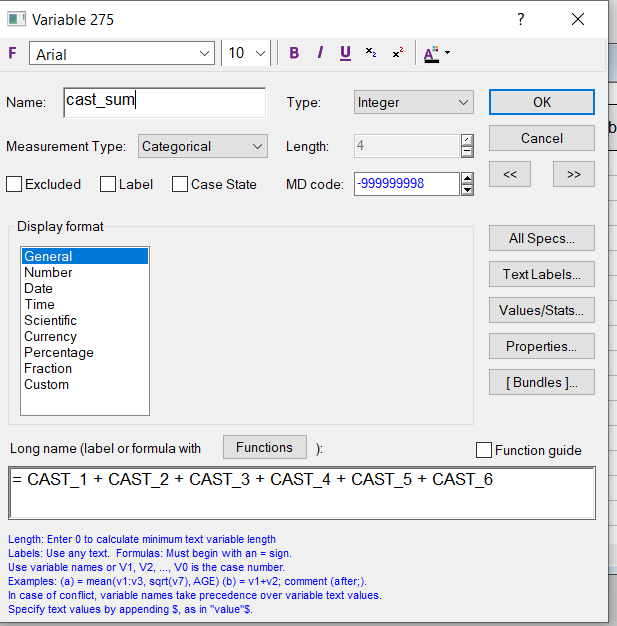 Variable 275 ?
F Arial 10 B I U x₂ x² A
Name: cast_sum Type: Integer OK
Measurement Type: Categorical Length: 4 Cancel
Excluded Label Case State MD code: -999999998 << >>
Display format
General
Number
Date
Time
Scientific
Currency
Percentage
Fraction
Custom
All Specs...
Text Labels...
Values/Stats...
Properties...
[ Bundles ]...
Long name (label or formula with Functions ): Function guide
= CAST_1 + CAST_2 + CAST_3 + CAST_4 + CAST_5 + CAST_6
Length: Enter 0 to calculate minimum text variable length
Labels: Use any text. Formulas: Must begin with an = sign.
Use variable names or V1, V2, ..., V0 is the case number.
Examples: (a) = mean(v1:v3, sqrt(v7), AGE) (b) = v1+v2; comment (after;).
In case of conflict, variable names take precedence over variable text values.
Specify text values by appending $, as in "value"$.
b